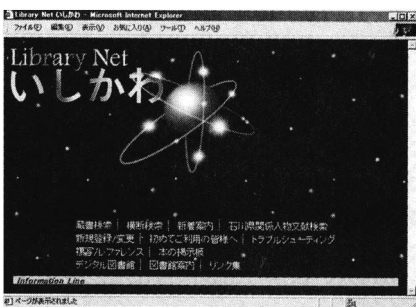 Library Net いしかわ - Microsoft Internet Explorer
ファイル(F) 編集(E) 表示(V) お気に入り(A) ツール(T) ヘルプ(H)
Library Net
いしかわ
蔵書検索 | 横断検索 | 新着案内 | 石川県関係人物文献検索
新規登録/変更 | 初めてご利用の皆様へ | トラブルシューティング
複写/レファレンス | 本の掲示板
デジタル図書館 | 図書館案内 | リンク集
Information Line
ページが表示されました